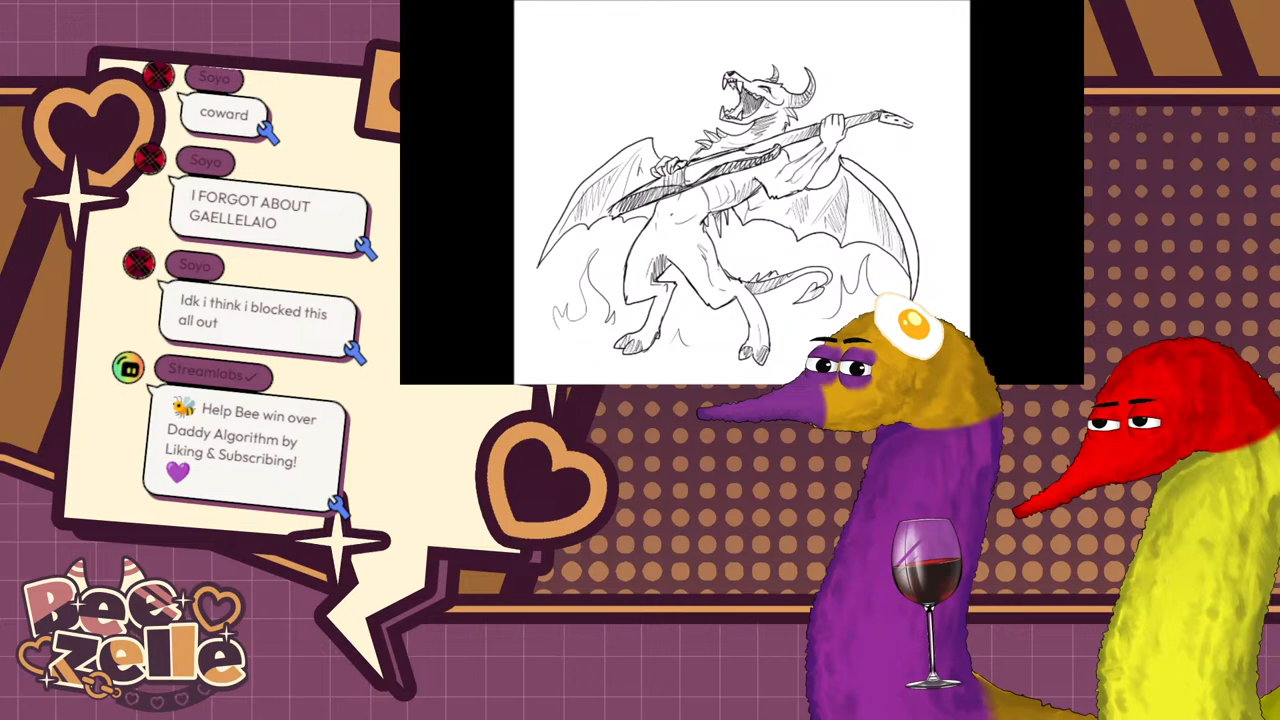 Soyo
coward
Soyo
I FORGOT ABOUT
GAELLELAIO
Soyo
Idk i think i blocked this
all out
Streamlabs
Help Bee win over
Daddy Algorithm by
Liking & Subscribing!
Bee
Zelle